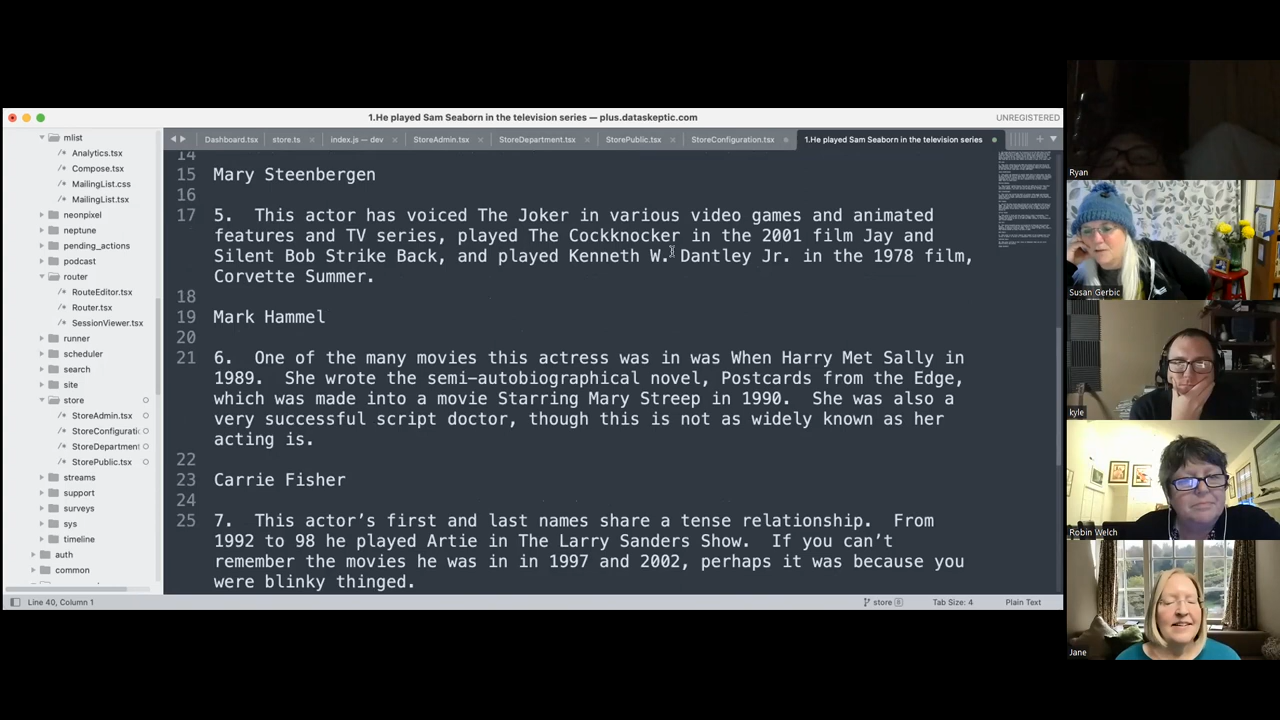 1.He played Sam Seaborn in the television series — plus.dataskeptic.com
UNREGISTERED
Dashboard.tsx
store.ts
index.js — dev
StoreAdmin.tsx
StoreDepartment.tsx
StorePublic.tsx
StoreConfiguration.tsx
1.He played Sam Seaborn in the television series
mlist
Analytics.tsx
Compose.tsx
MailingList.css
MailingList.tsx
neonpixel
neptune
pending_actions
podcast
router
RouteEditor.tsx
Router.tsx
SessionViewer.tsx
runner
scheduler
search
site
store
StoreAdmin.tsx
StoreConfigurati
StoreDepartment
StorePublic.tsx
streams
support
surveys
sys
timeline
auth
common
14
15 Mary Steenbergen
16
17 5. This actor has voiced The Joker in various video games and animated
features and TV series, played The Cockknocker in the 2001 film Jay and
Silent Bob Strike Back, and played Kenneth W. Dantley Jr. in the 1978 film,
Corvette Summer.
18
19 Mark Hammel
20
21 6. One of the many movies this actress was in was When Harry Met Sally in
1989. She wrote the semi-autobiographical novel, Postcards from the Edge,
which was made into a movie Starring Mary Streep in 1990. She was also a
very successful script doctor, though this is not as widely known as her
acting is.
22
23 Carrie Fisher
24
25 7. This actor's first and last names share a tense relationship. From
1992 to 98 he played Artie in The Larry Sanders Show. If you can't
remember the movies he was in in 1997 and 2002, perhaps it was because you
were blinky thinged.
Line 40, Column 1
store
Tab Size: 4
Plain Text
Ryan
Susan Gerbic
kyle
Robin Welch
Jane